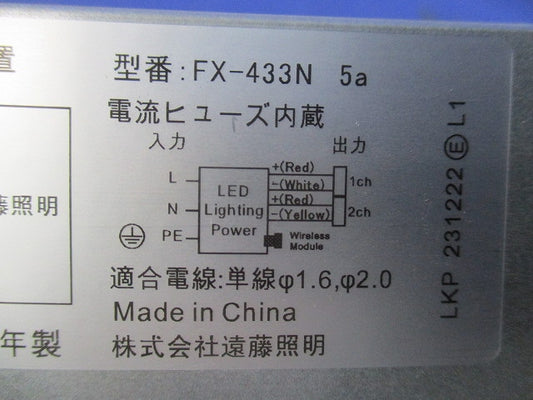 置
型番:FX-433N 5a
電流ヒューズ内蔵
入力
出力
L
N
PE
LED
Lighting
Power
+(Red)
−(White)
+(Red)
−(Yellow)
1ch
2ch
Wireless
Module
適合電線:単線φ1.6,φ2.0
Made in China
株式会社遠藤照明
藤照明
年製
LKP 231222 Ⓔ L1